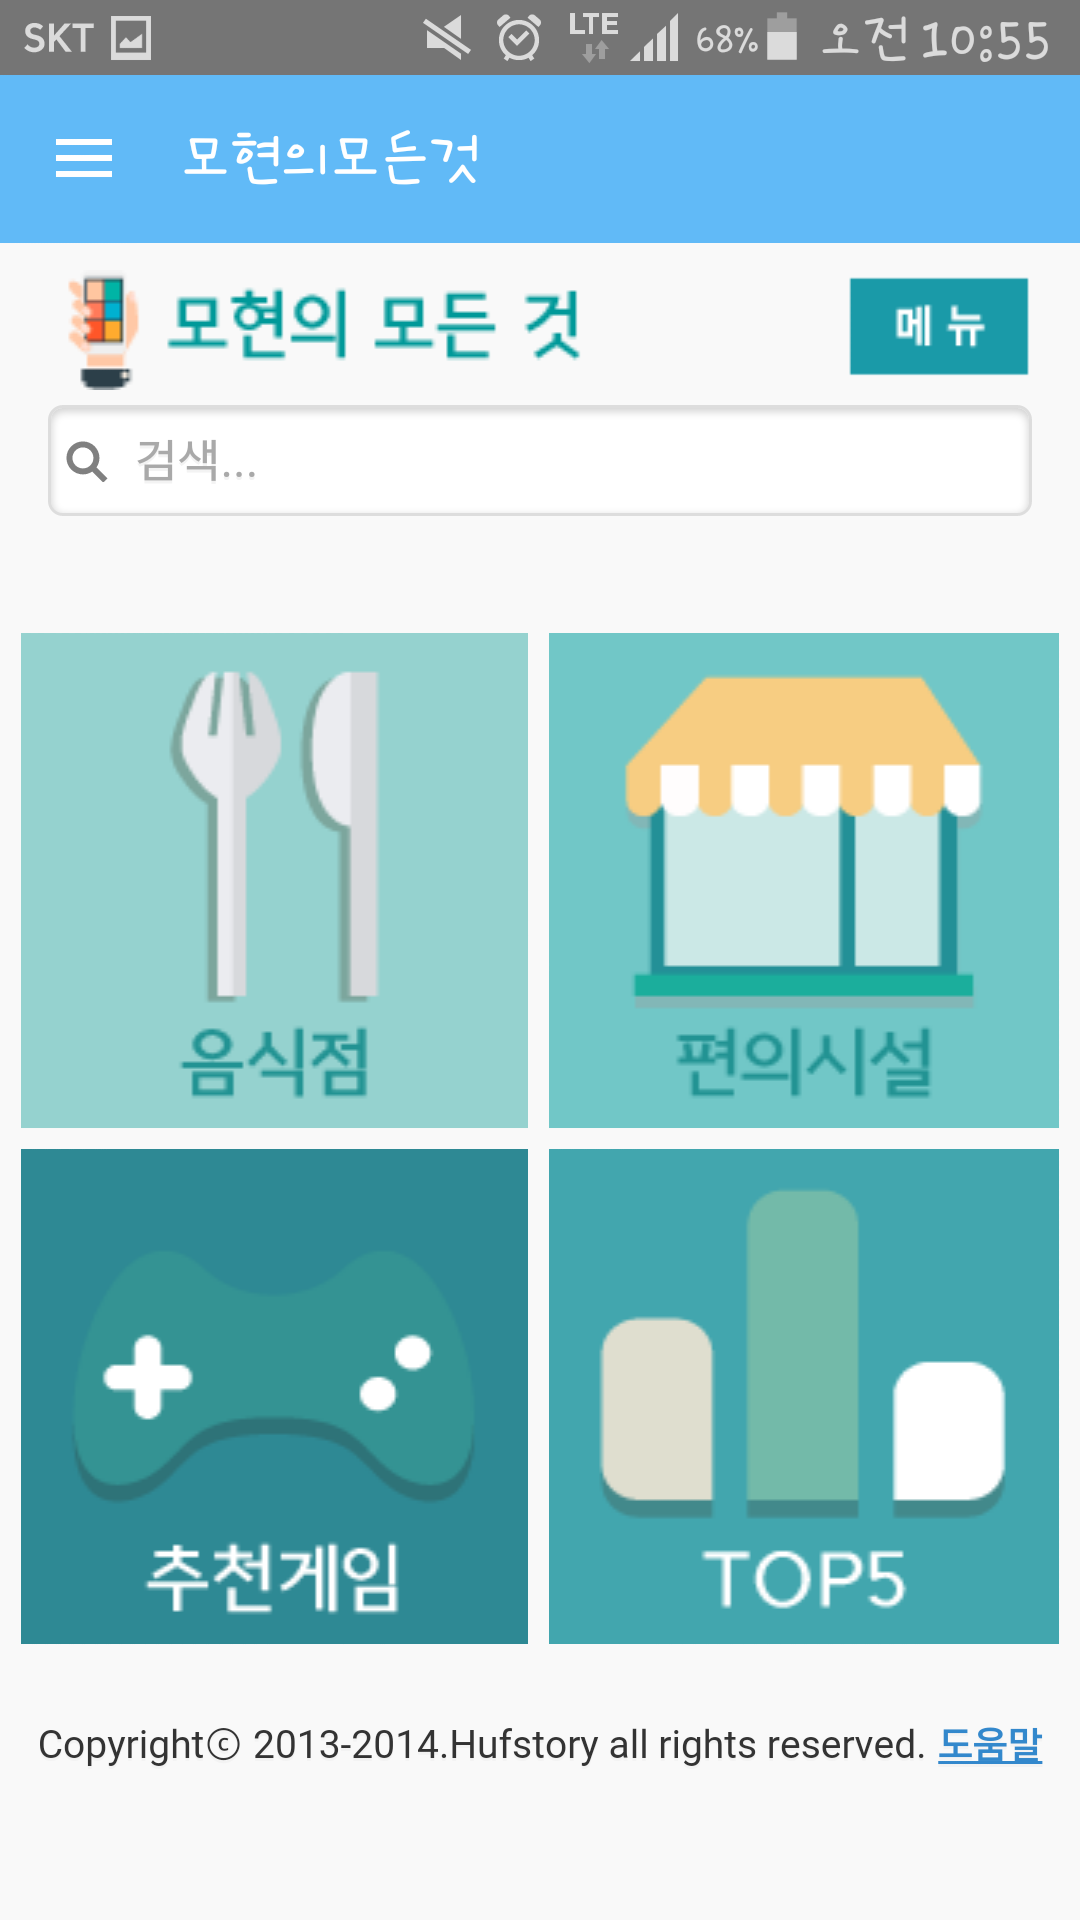 SKT LTE 68% 오전 10:55
모현의모든것
모현의 모든 것 메뉴
검색...
음식점 편의시설
추천게임 TOP5
Copyrightⓒ 2013-2014.Hufstory all rights reserved. 도움말